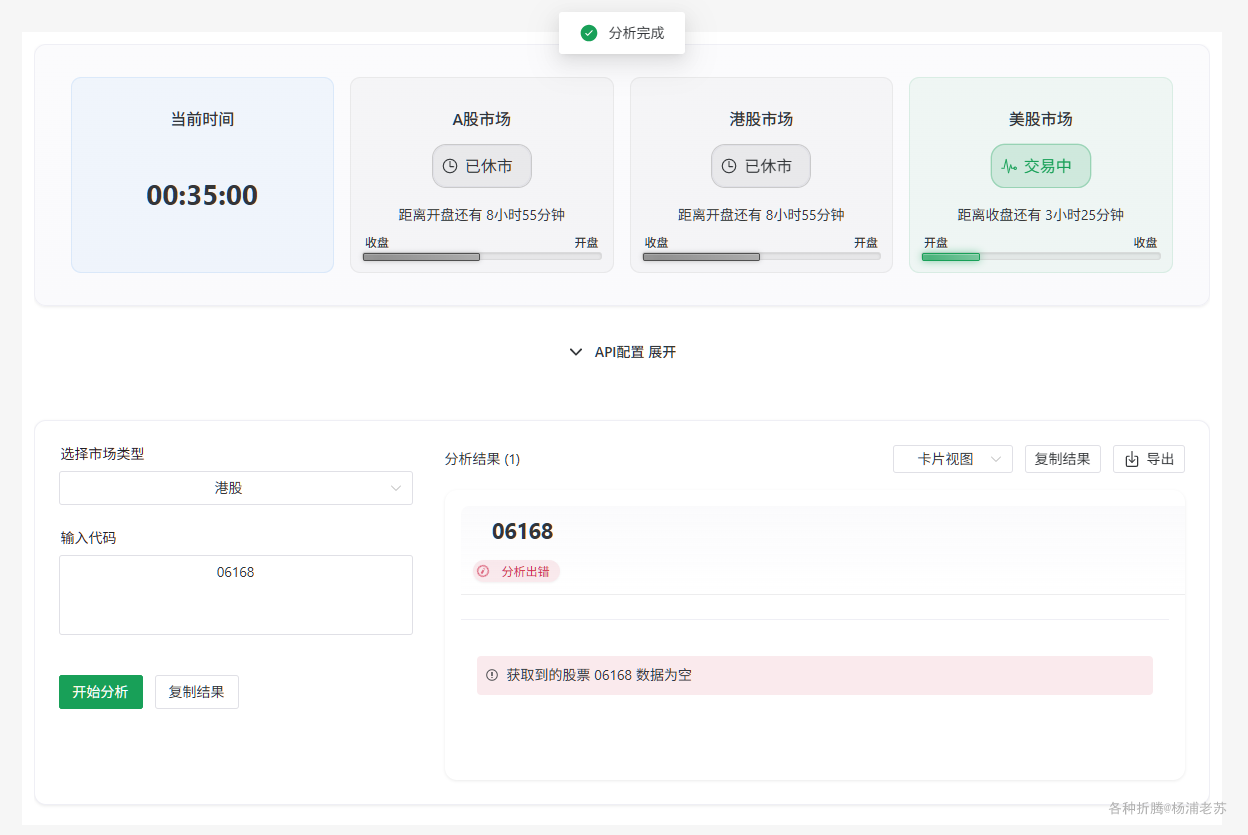 分析完成
当前时间
00:35:00
A股市场
已休市
距离开盘还有 8小时55分钟
收盘 开盘
港股市场
已休市
距离开盘还有 8小时55分钟
收盘 开盘
美股市场
交易中
距离收盘还有 3小时25分钟
开盘 收盘
API配置 展开
选择市场类型
港股
输入代码
06168
开始分析 复制结果
分析结果 (1)
卡片视图 复制结果 导出
06168
分析出错
获取到的股票 06168 数据为空
各种折腾@杨浦老苏